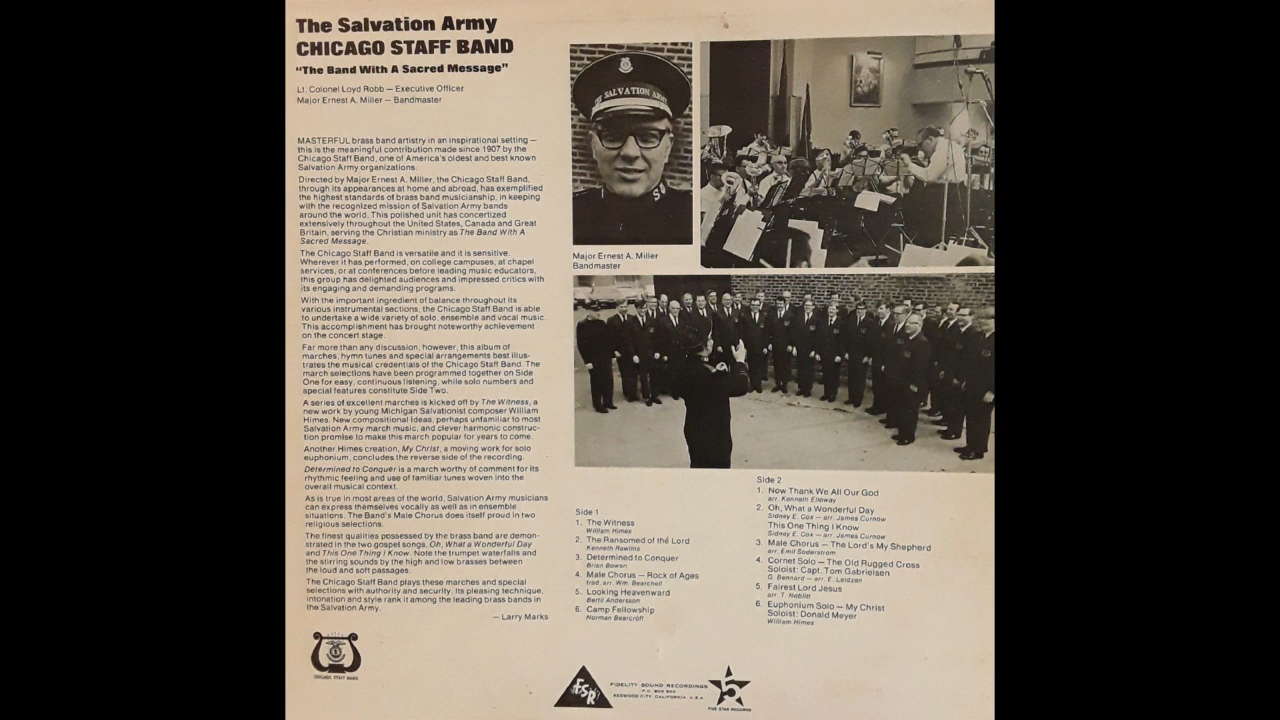 The Salvation Army
CHICAGO STAFF BAND
"The Band With A Sacred Message"
Lt. Colonel Loyd Robb — Executive Officer
Major Ernest A. Miller — Bandmaster
MASTERFUL brass band artistry in an inspirational setting —
this is the meaningful contribution made since 1907 by the
Chicago Staff Band, one of America's oldest and best known
Salvation Army organizations.
Directed by Major Ernest A. Miller, the Chicago Staff Band,
through its appearances at home and abroad, has exemplified
the highest standards of brass band musicianship, in keeping
with the recognized mission of Salvation Army bands
around the world. This polished unit has concertized
extensively throughout the United States, Canada and Great
Britain, serving the Christian ministry as The Band With A
Sacred Message.
The Chicago Staff Band is versatile and it is sensitive.
Wherever it has performed, on college campuses, at chapel
services, or at conferences before leading music educators,
this group has delighted audiences and impressed critics with
its engaging and demanding programs.
With the important ingredient of balance throughout its
various instrumental sections, the Chicago Staff Band is able
to undertake a wide variety of solo, ensemble and vocal music.
This accomplishment has brought noteworthy achievement
on the concert stage.
Far more than any discussion, however, this album of
marches, hymn tunes and special arrangements best illus-
trates the musical credentials of the Chicago Staff Band. The
march selections have been programmed together on Side
One for easy, continuous listening, while solo numbers and
special features constitute Side Two.
A series of excellent marches is kicked off by The Witness, a
new work by young Michigan Salvationist composer William
Himes. New compositional ideas, perhaps unfamiliar to most
Salvation Army march music, and clever harmonic construc-
tion promise to make this march popular for years to come.
Another Himes creation, My Christ, a moving work for solo
euphonium, concludes the reverse side of the recording.
Determined to Conquer is a march worthy of comment for its
rhythmic feeling and use of familiar tunes woven into the
overall musical context.
As is true in most areas of the world, Salvation Army musicians
can express themselves vocally as well as in ensemble
situations. The Band's Male Chorus does itself proud in two
religious selections.
The finest qualities possessed by the brass band are demon-
strated in the two gospel songs, Oh, What a Wonderful Day
and This One Thing I Know. Note the trumpet waterfalls and
the stirring sounds by the high and low brasses between
the loud and soft passages.
The Chicago Staff Band plays these marches and special
selections with authority and security. Its pleasing technique,
intonation and style rank it among the leading brass bands in
the Salvation Army.
— Larry Marks
CHICAGO STAFF BAND
THE SALVATION ARMY
S
Major Ernest A. Miller
Bandmaster
Side 1
1. The Witness
William Himes
2. The Ransomed of the Lord
Kenneth Rawlins
3. Determined to Conquer
Brian Bowen
4. Male Chorus — Rock of Ages
trad. arr. Wm. Bearchell
5. Looking Heavenward
Bertil Andersson
6. Camp Fellowship
Norman Bearcroft
Side 2
1. Now Thank We All Our God
arr. Kenneth Elloway
2. Oh, What a Wonderful Day
Sidney E. Cox — arr. James Curnow
This One Thing I Know
Sidney E. Cox — arr. James Curnow
3. Male Chorus — The Lord's My Shepherd
arr. Emil Soderstrom
4. Cornet Solo — The Old Rugged Cross
Soloist: Capt. Tom Gabrielsen
G. Bennard — arr. E. Leidzen
5. Fairest Lord Jesus
arr. T. Neblitt
6. Euphonium Solo — My Christ
Soloist: Donald Meyer
William Himes
FSR
FIDELITY SOUND RECORDINGS
P.O. BOX
REDWOOD CITY, CALIFORNIA, U.S.A.
5
FIVE STAR RECORDS